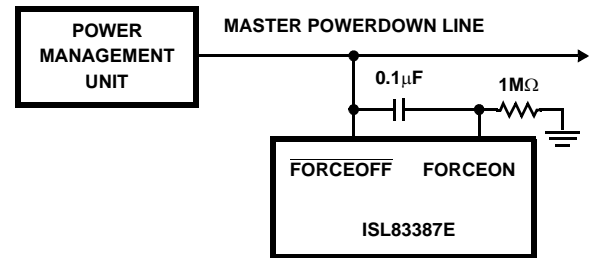 POWER
MANAGEMENT
UNIT
MASTER POWERDOWN LINE
0.1μF
1MΩ
FORCEOFF
FORCEON
ISL83387E